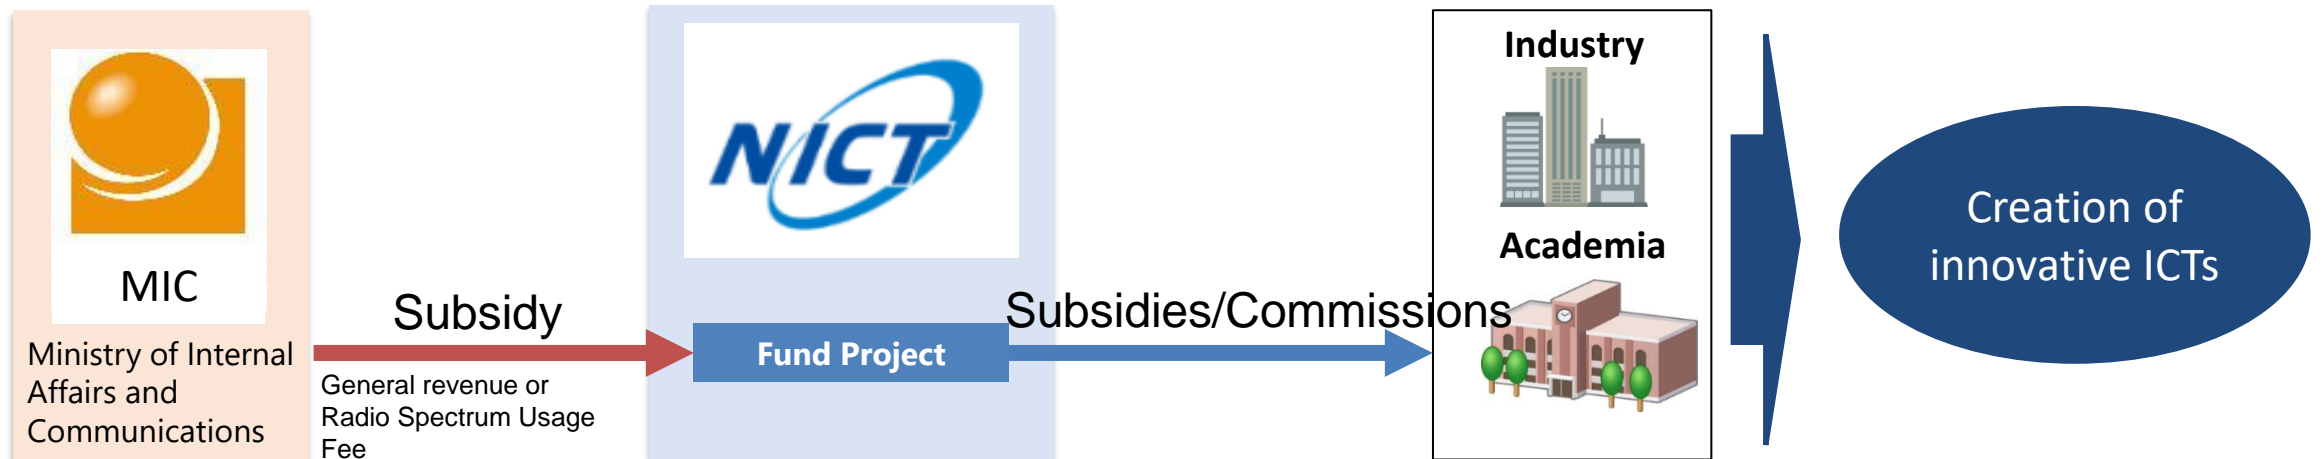 MIC
Ministry of Internal
Affairs and
Communications
Subsidy
General revenue or
Radio Spectrum Usage
Fee
NICT
Fund Project
Subsidies/Commissions
Industry
Academia
Creation of
innovative ICTs